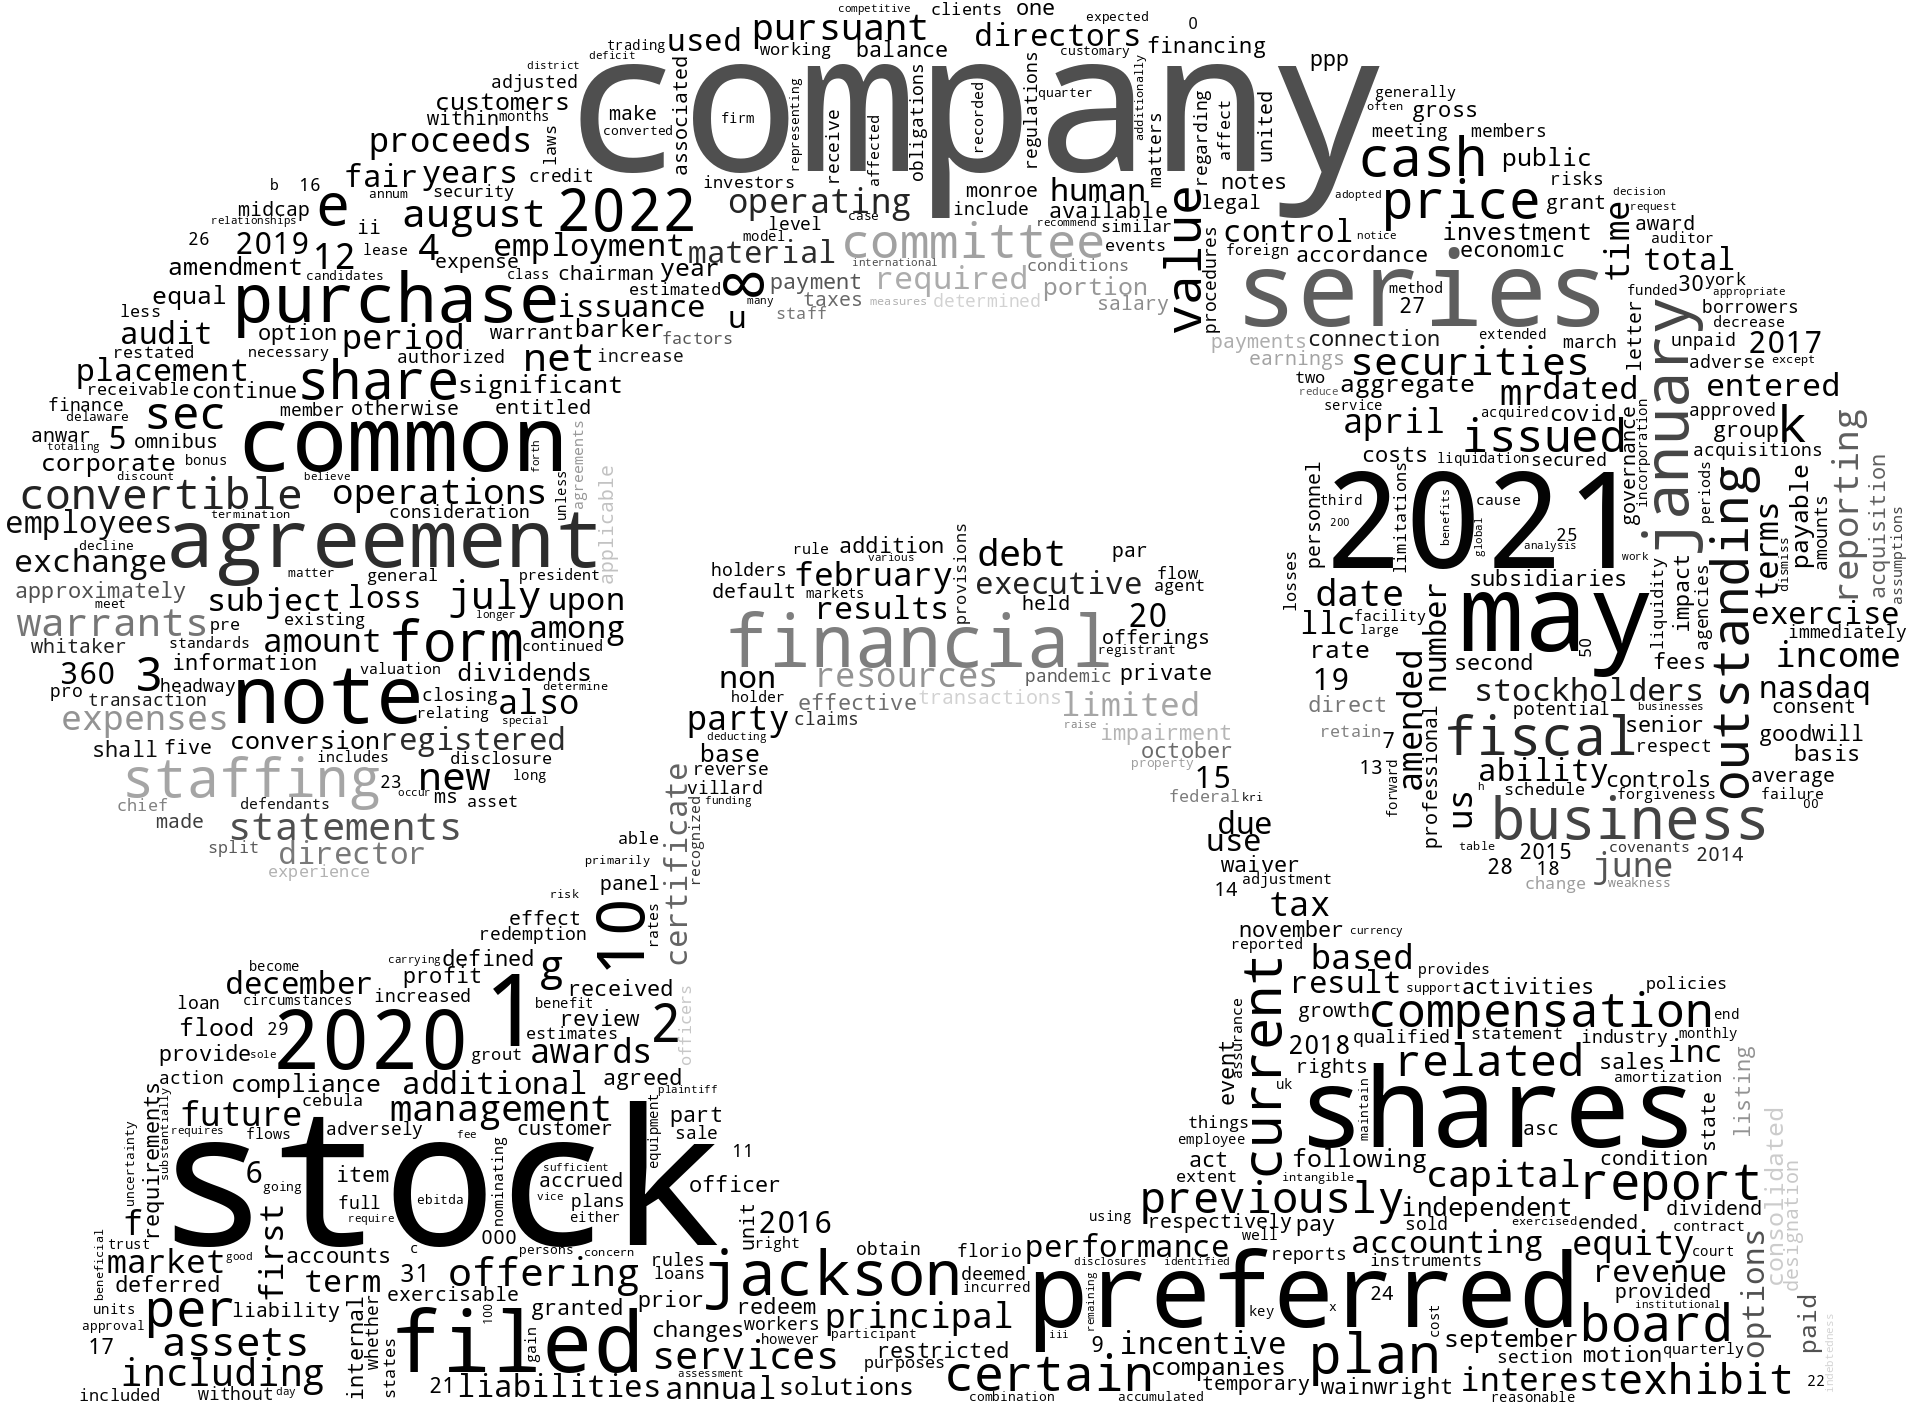 competitive clients one expected 0
pursuant directors
trading used working balance customary financing
deficit ppp
district company
adjusted associated representing obligations regulations quarter additionally generally
customers make firm receive affected recorded matters regarding affect united often gross
within months converted meeting members
proceeds laws cash public
fair years credit investors monroe human notes adopted risks decision
b 16 annum security operating include available value legal price grant request
midcap e ii august 2022 level case recommend similar control notice investment time award
relationships material model committee events procedures foreign accordance economic auditor
26 2019 12 lease 4 employment international conditions series total
amendment candidates expense class chairman year payment required portion method 30 york
equal purchase issuance estimated 8 many taxes measures determined salary 27 funded appropriate
less option warrant barker u staff payments connection extended march letter january borrowers
audit period factors earnings securities unpaid decrease
restated necessary authorized net increase two aggregate mr dated 2017
placement share significant reduce adverse except
receivable continue service acquired covid entered
finance sec member otherwise entitled april issued governance incorporation approved k
delaware common agreements costs liquidation secured group reporting
anwar 5 omnibus forth acquisitions
totaling bonus
corporate discount believe unless applicable personnel third 2021 limitations benefits cause outstanding periods payable acquisition
convertible operations 200 global 25 terms amounts assumptions
employees termination consideration analysis work
decline agreement rule addition provisions debt par losses dismiss
exchange matter general president holders various february executive flow subsidiaries liquidity impact agencies
approximately subject loss july upon default markets held agent date number may exercise
meet existing longer results 20 llc facility immediately
warrants pre amount form among financial offerings rate large 50 income
whitaker standards continued registrant second fees
360 3 information valuation dividends non resources pandemic private 19 amended stockholders nasdaq
pro headway note closing also determine holder effective transactions limited direct professional potential businesses consent
transaction relating special party claims raise retain fiscal senior goodwill
expenses conversion registered deducting impairment 7 respect basis
shall five includes disclosure base october 13 ability controls average
staffing 23 new long certificate reverse property 15 forward us h schedule forgiveness failure
chief defendants occur ms asset villard funding federal kri business 00
made statements recognized due table 2015 covenants 2014
split director able use 28 18 june
experience primarily waiver change weakness
panel 14 adjustment
risk 10 rates tax
effect november currency
redemption reported based
become carrying defined g current result provides
december profit received support activities policies
loan circumstances increased 1 benefit officers growth compensation end
flood 29 2020 review 2 assurance 2018 qualified statement industry monthly
provide sole grout estimates awards event rights related sales inc
action compliance additional agreed uk amortization listing
requirements substantially future cebula management plaintiff part maintain shares state consolidated
requires flows adversely fee customer equipment sale things asc designation
uncertainty stock nominating employee
6 item sufficient 11 act following condition
going full ebitda accrued officer extent intangible capital report
f require vice plans previously independent dividend
first 000 either unit 2016 using respectively pay sold exercised ended contract
trust c persons concern right well
market good accounts rules obtain florio performance reports accounting equity court
beneficial deferred term 31 offering loans jackson deemed disclosures identified instruments revenue options
units exercisable incurred remaining preferred 24 provided
per liability internal 100 granted prior redeem principal key x cost institutional
approval whether filed gain changes workers participant iii september board paid
17 assets services however restricted 9 incentive plan section motion quarterly indebtedness
including states assessment purposes certain companies
included without day 21 liabilities annual solutions temporary wainwright interest exhibit 22
combination accumulated reasonable